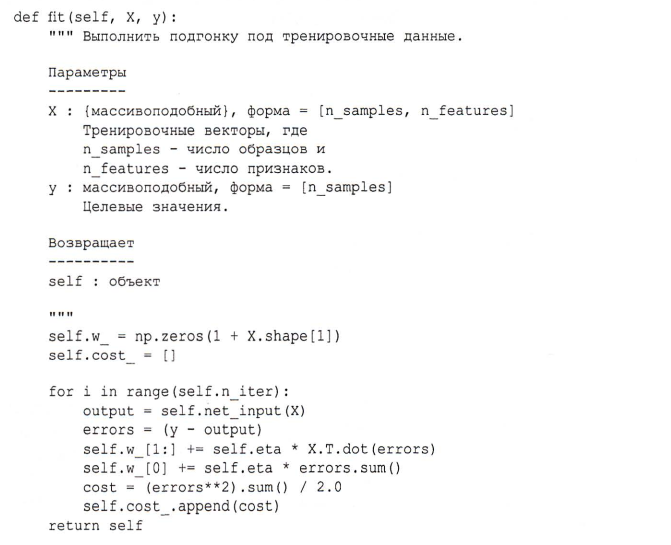 def fit(self, X, y):
""" Выполнить подгонку под тренировочные данные.
Параметры
---------
X : {массивоподобный}, форма = [n_samples, n_features]
Тренировочные векторы, где
n_samples - число образцов и
n_features - число признаков.
y : массивоподобный, форма = [n_samples]
Целевые значения.
Возвращает
----------
self : объект
"""
self.w_ = np.zeros(1 + X.shape[1])
self.cost_ = []
for i in range(self.n_iter):
output = self.net_input(X)
errors = (y - output)
self.w_[1:] += self.eta * X.T.dot(errors)
self.w_[0] += self.eta * errors.sum()
cost = (errors**2).sum() / 2.0
self.cost_.append(cost)
return self